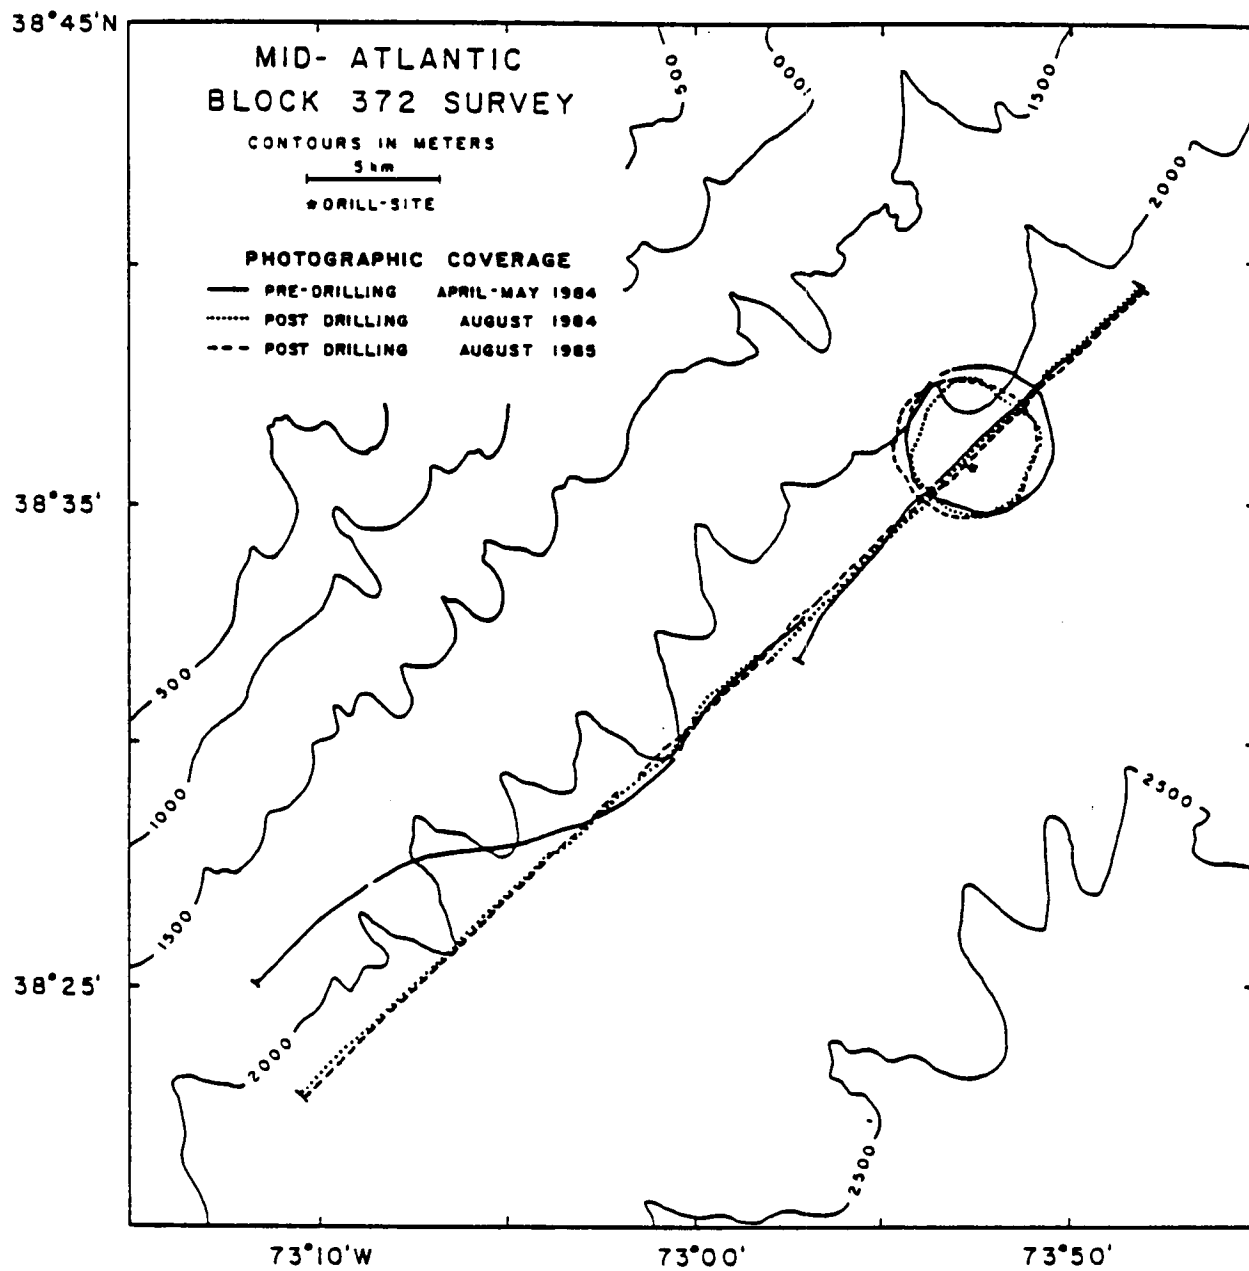 38°45'N
MID- ATLANTIC
BLOCK 372 SURVEY
CONTOURS IN METERS
5 km
*DRILL-SITE
PHOTOGRAPHIC COVERAGE
PRE-DRILLING APRIL-MAY 1984
POST DRILLING AUGUST 1984
POST DRILLING AUGUST 1985
500
1000
1500
2000
38°35'
500
1000
1500
2500
38°25'
2000
2500
73°10'W
73°00'
73°50'